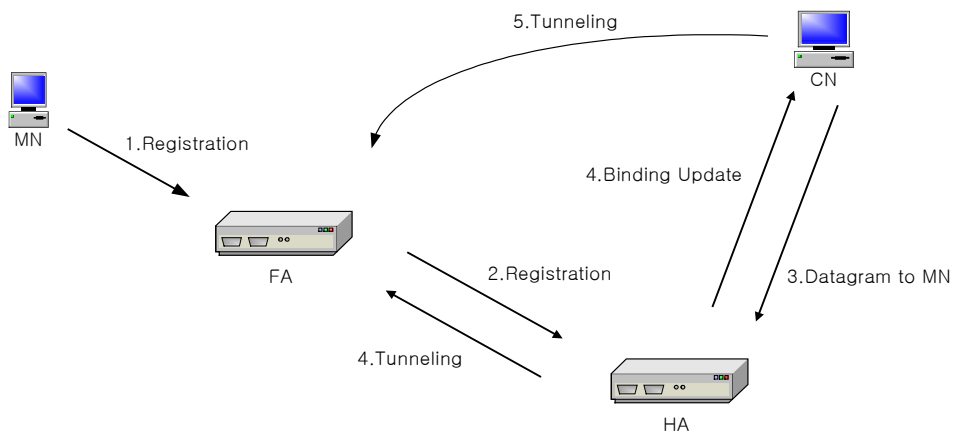 5.Tunneling
CN
MN
1.Registration
4.Binding Update
FA
2.Registration
3.Datagram to MN
4.Tunneling
HA